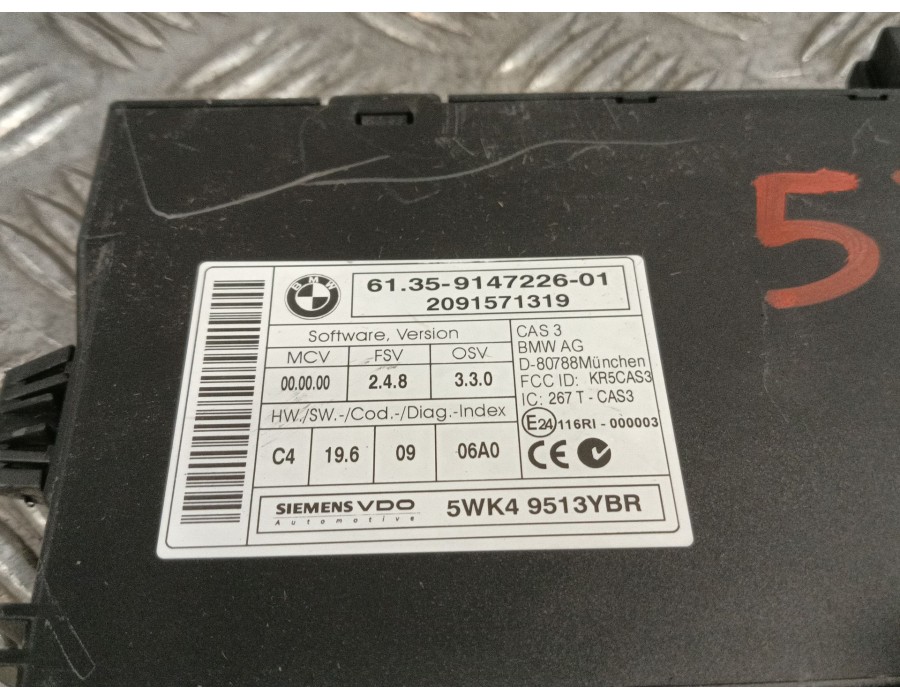 5
BMW
61.35-9147226-01
2091571319
Software, Version
MCV FSV OSV
00.00.00 2.4.8 3.3.0
HW./SW.-/Cod.-/Diag.-Index
C4 19.6 09 06A0
CAS 3
BMW AG
D-80788München
FCC ID: KR5CAS3
IC: 267 T - CAS3
E24 116RI - 000003
CE
SIEMENS VDO
Automotive
5WK4 9513YBR